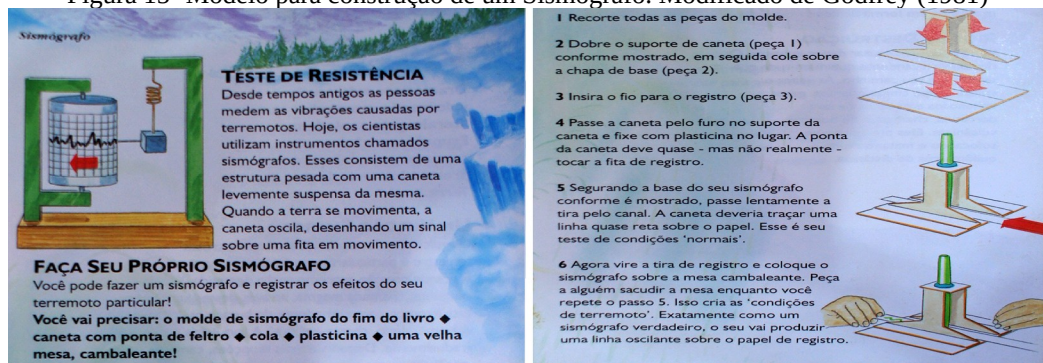 Figura 13- Modelo para construção de um Sismógrafo. Modificado de Godfrey (1981)
Sismógrafo
TESTE DE RESISTÊNCIA
Desde tempos antigos as pessoas
medem as vibrações causadas por
terremotos. Hoje, os cientistas
utilizam instrumentos chamados
sismógrafos. Esses consistem de uma
estrutura pesada com uma caneta
levemente suspensa da mesma.
Quando a terra se movimenta, a
caneta oscila, desenhando um sinal
sobre uma fita em movimento.
FAÇA SEU PRÓPRIO SISMÓGRAFO
Você pode fazer um sismógrafo e registrar os efeitos do seu
terremoto particular!
Você vai precisar: o molde de sismógrafo do fim do livro ◆
caneta com ponta de feltro ◆ cola ◆ plasticina ◆ uma velha
mesa, cambaleante!
1 Recorte todas as peças do molde.
2 Dobre o suporte de caneta (peça 1)
conforme mostrado, em seguida cole sobre
a chapa de base (peça 2).
3 Insira o fio para o registro (peça 3).
4 Passe a caneta pelo furo no suporte da
caneta e fixe com plasticina no lugar. A ponta
da caneta deve quase - mas não realmente -
tocar a fita de registro.
5 Segurando a base do seu sismógrafo
conforme é mostrado, passe lentamente a
tira pelo canal. A caneta deveria traçar uma
linha quase reta sobre o papel. Esse é seu
teste de condições 'normais'.
6 Agora vire a tira de registro e coloque o
sismógrafo sobre a mesa cambaleante. Peça
a alguém sacudir a mesa enquanto você
repete o passo 5. Isso cria as 'condições
de terremoto'. Exatamente como um
sismógrafo verdadeiro, o seu vai produzir
uma linha oscilante sobre o papel de registro.